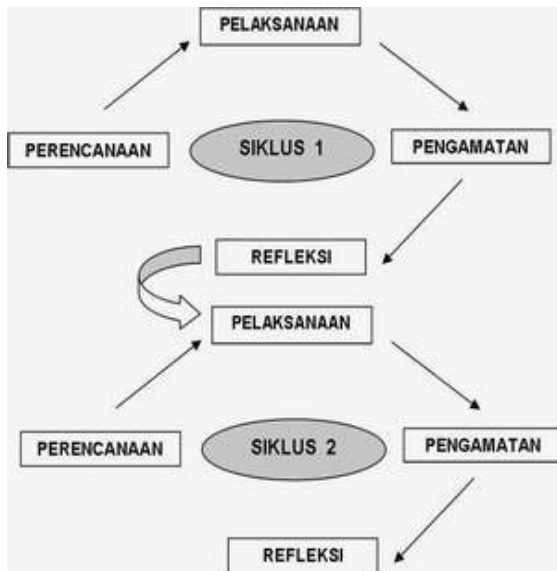 PELAKSANAAN
PERENCANAAN
SIKLUS 1
PENGAMATAN
REFLEKSI
PELAKSANAAN
PERENCANAAN
SIKLUS 2
PENGAMATAN
REFLEKSI